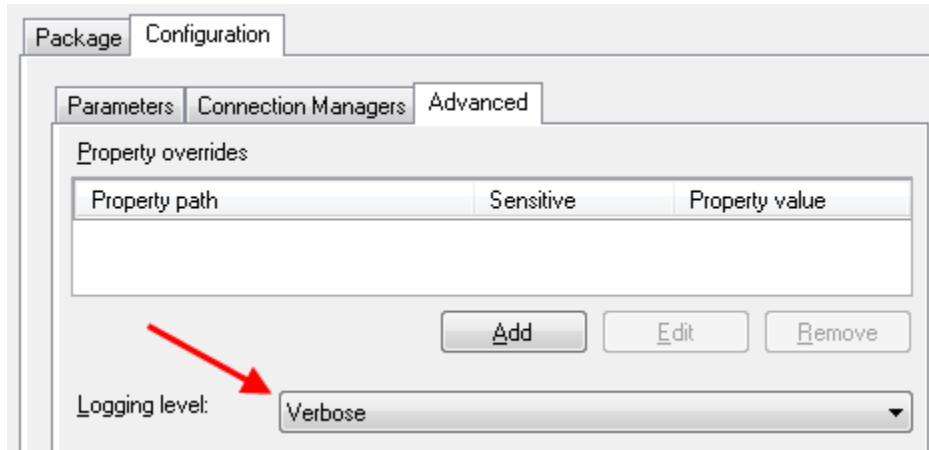 Package Configuration
Parameters Connection Managers Advanced
Property overrides
Property path Sensitive Property value
Add Edit Remove
Logging level: Verbose